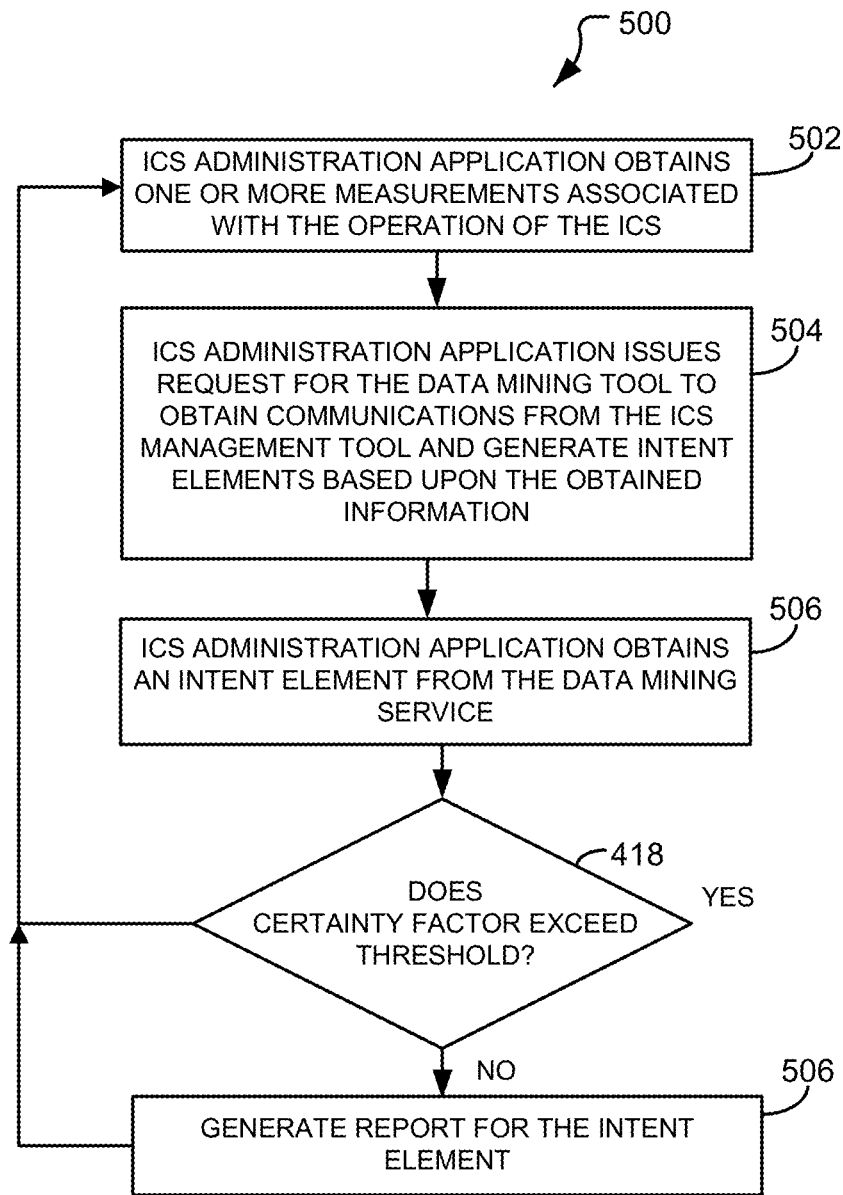 500
502
ICS ADMINISTRATION APPLICATION OBTAINS
ONE OR MORE MEASUREMENTS ASSOCIATED
WITH THE OPERATION OF THE ICS
504
ICS ADMINISTRATION APPLICATION ISSUES
REQUEST FOR THE DATA MINING TOOL TO
OBTAIN COMMUNICATIONS FROM THE ICS
MANAGEMENT TOOL AND GENERATE INTENT
ELEMENTS BASED UPON THE OBTAINED
INFORMATION
506
ICS ADMINISTRATION APPLICATION OBTAINS
AN INTENT ELEMENT FROM THE DATA MINING
SERVICE
418
DOES
CERTAINTY FACTOR EXCEED
THRESHOLD?
YES
NO
506
GENERATE REPORT FOR THE INTENT
ELEMENT